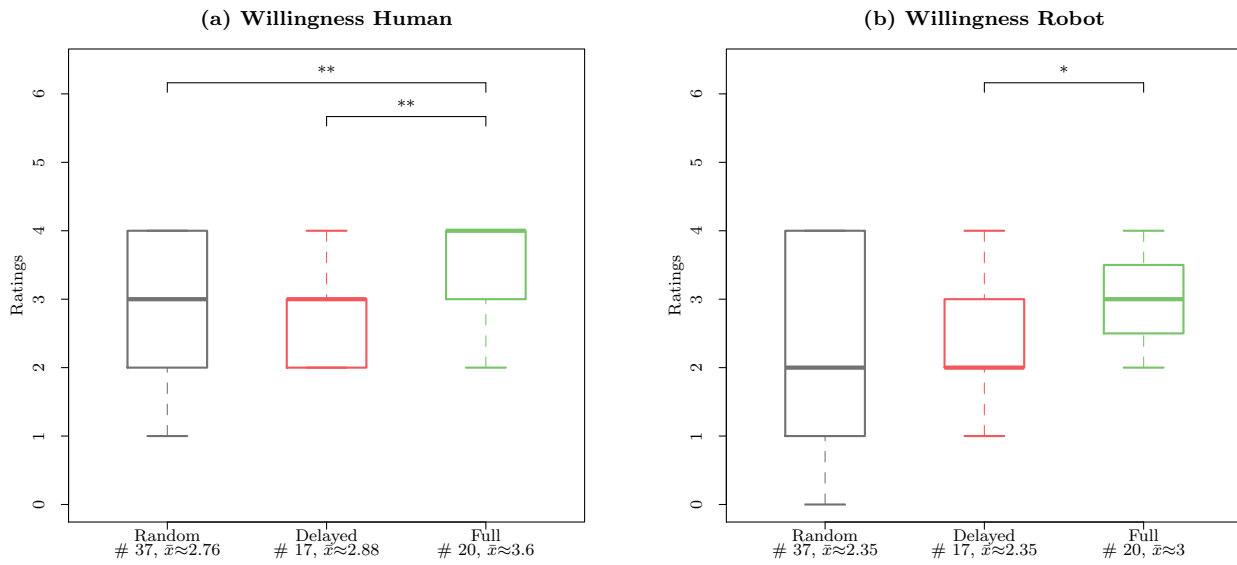 (a) Willingness Human
**
**
Ratings
6
5
4
3
2
1
0
Random
# 37, x̄≈2.76
Delayed
# 17, x̄≈2.88
Full
# 20, x̄≈3.6
(b) Willingness Robot
*
Ratings
6
5
4
3
2
1
0
Random
# 37, x̄≈2.35
Delayed
# 17, x̄≈2.35
Full
# 20, x̄≈3